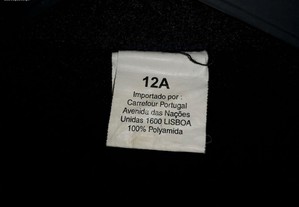 12A
Importado por :
Carrefour Portugal
Avenida das Nações
Unidas 1600 LISBOA
100% Polyamida